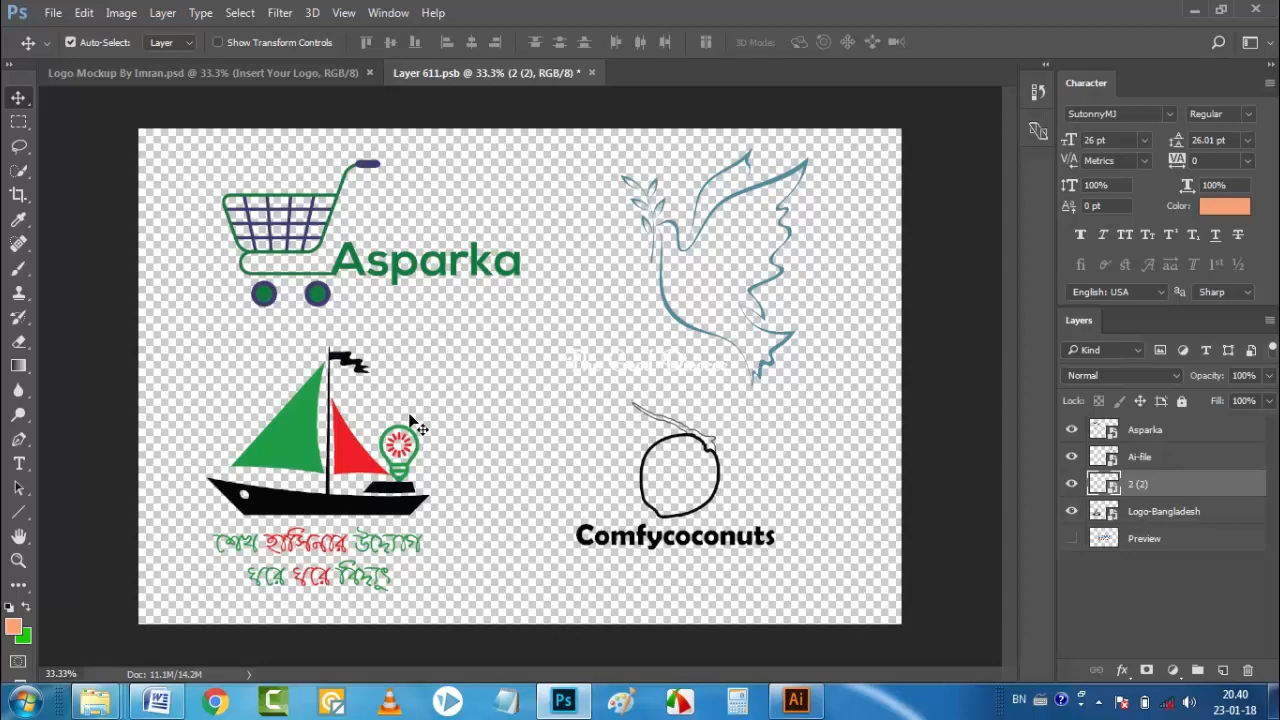 Ps File Edit Image Layer Type Select Filter 3D View Window Help
Auto-Select: Layer Show Transform Controls 3D Mode:
Logo Mockup By Imran.psd @ 33.3% (Insert Your Logo, RGB/8) × Layer 611.psb @ 33.3% (2 (2), RGB/8) * ×
Asparka
শেখ হাসিনার উদ্যোগ
ঘরে ঘরে বিদ্যুৎ
Comfycoconuts
Character
SutonnyMJ Regular
26 pt 26.01 pt
Metrics 0
100% 100%
0 pt Color:
English: USA Sharp
Layers
Kind
Normal Opacity: 100%
Lock: Fill: 100%
Asparka
Ai-file
2 (2)
Logo-Bangladesh
Preview
33.33% Doc: 11.1M/14.2M
Ps Ai BN 20.40
23-01-18